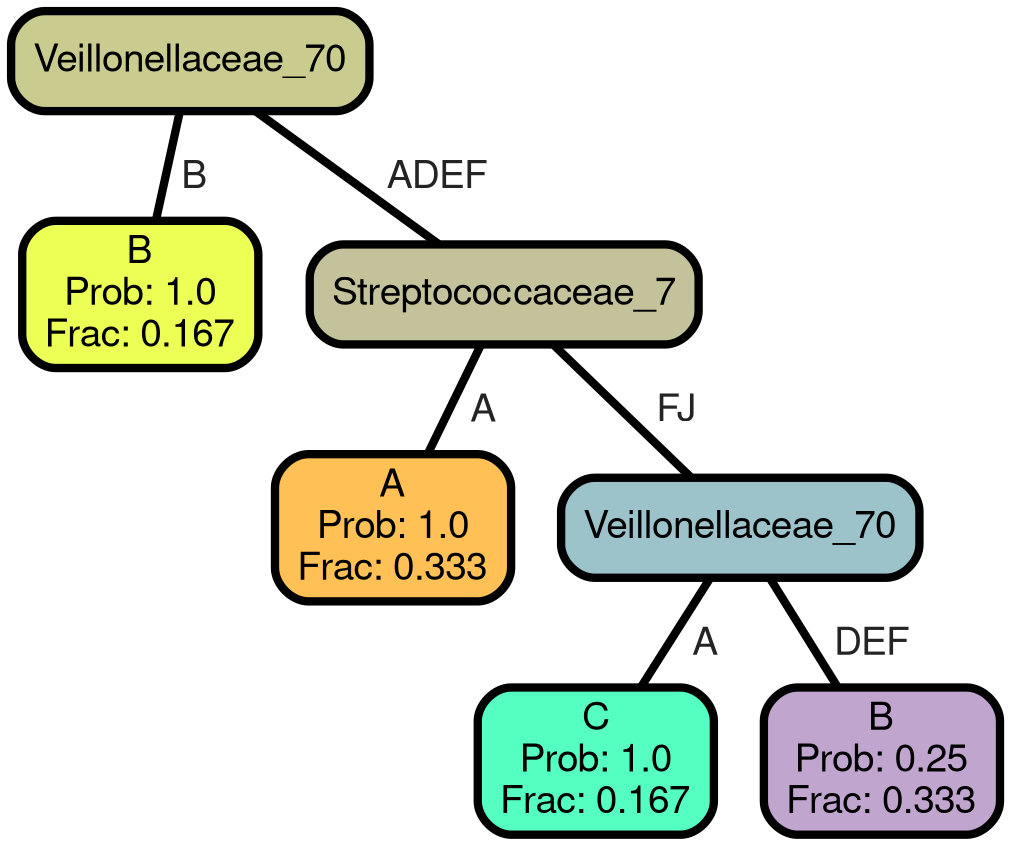 Veillonellaceae_70
B
ADEF
B
Prob: 1.0
Frac: 0.167
Streptococcaceae_7
A
FJ
A
Prob: 1.0
Frac: 0.333
Veillonellaceae_70
A
DEF
C
Prob: 1.0
Frac: 0.167
B
Prob: 0.25
Frac: 0.333